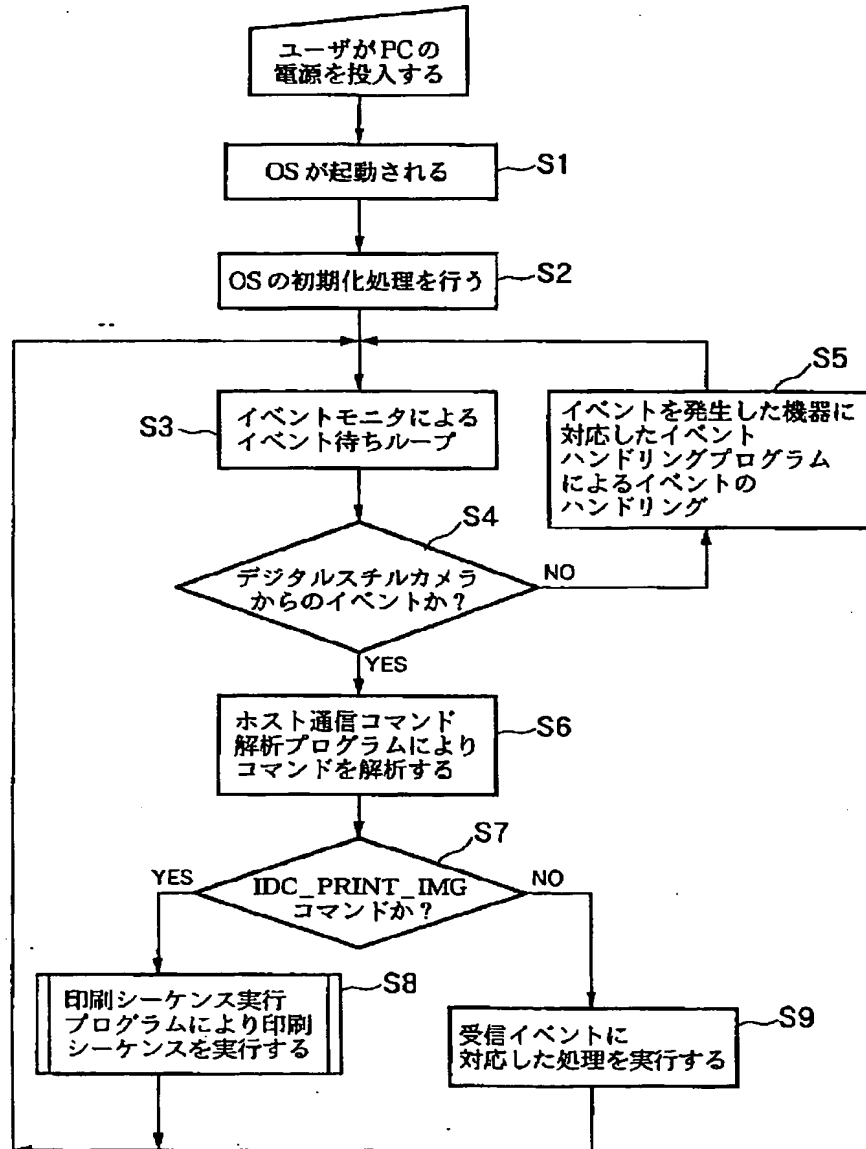 ユーザがPCの
電源を投入する
OSが起動される
S1
OSの初期化処理を行う
S2
S3
イベントモニタによる
イベント待ちループ
S5
イベントを発生した機器に
対応したイベント
ハンドリングプログラム
によるイベントの
ハンドリング
S4
デジタルスチルカメラ
からのイベントか?
NO
YES
ホスト通信コマンド
解析プログラムにより
コマンドを解析する
S6
S7
YES
IDC_PRINT_IMG
コマンドか?
NO
印刷シーケンス実行
プログラムにより印刷
シーケンスを実行する
S8
受信イベントに
対応した処理を実行する
S9